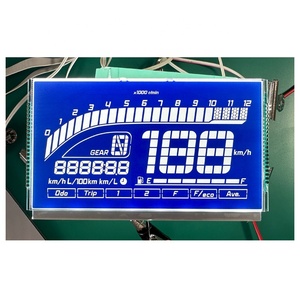 x1000 r/min
0 1 2 3 4 5 6 7 8 9 10 11 12
GEAR
188 km/h
888888
km/h L/100km km/L E F
Odo Trip 1 2 F F/eco Ave.